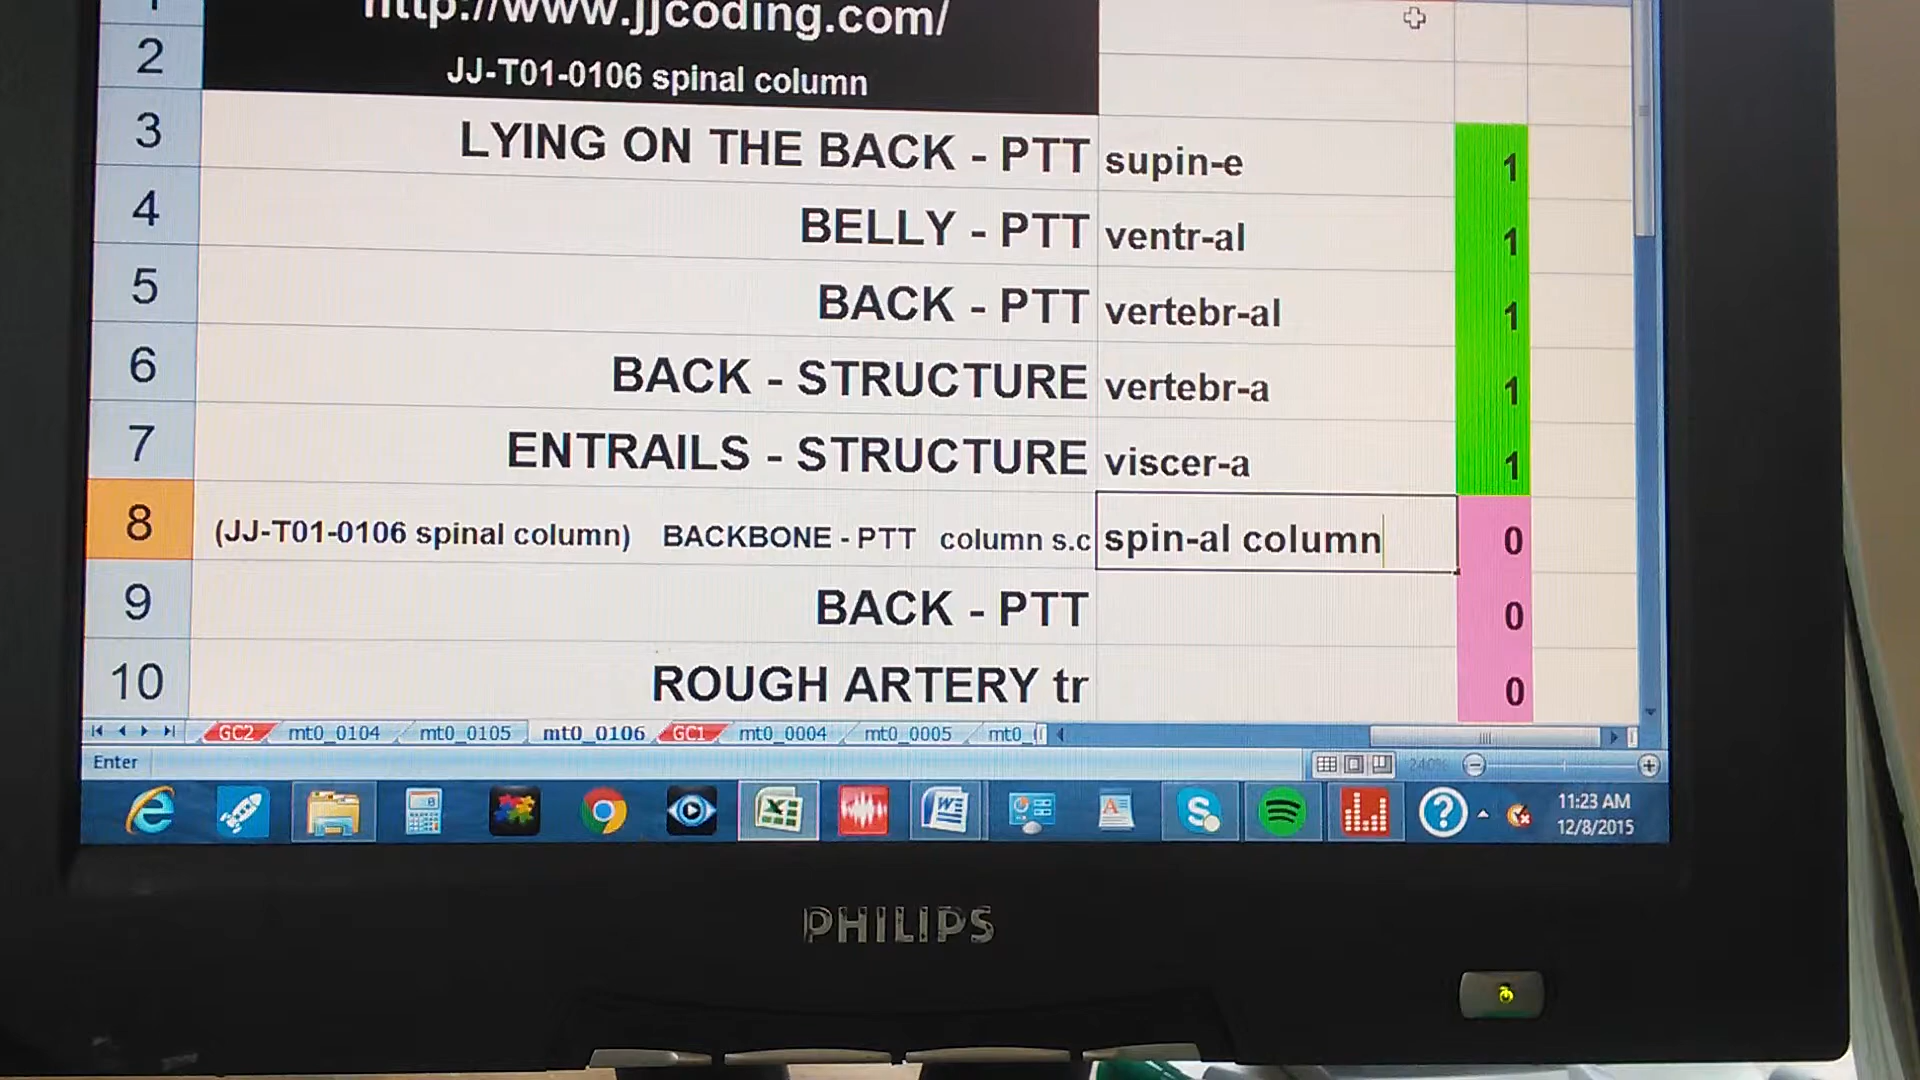 1 http://www.jjcoding.com/
2 JJ-T01-0106 spinal column
3 LYING ON THE BACK - PTT supin-e 1
4 BELLY - PTT ventr-al 1
5 BACK - PTT vertebr-al 1
6 BACK - STRUCTURE vertebr-a 1
7 ENTRAILS - STRUCTURE viscer-a 1
8 (JJ-T01-0106 spinal column) BACKBONE - PTT column s.c spin-al column 0
9 BACK - PTT 0
10 ROUGH ARTERY tr 0
GC2 mt0_0104 mt0_0105 mt0_0106 GC1 mt0_0004 mt0_0005 mt0_
Enter 240%
11:23 AM
12/8/2015
PHILIPS